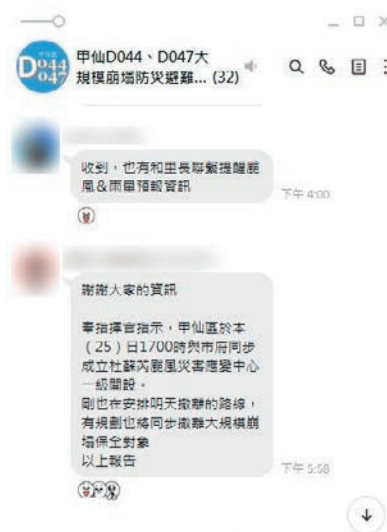 甲仙區
D044
047
甲仙D044、D047大
規模崩塌防災避難... (32)
收到，也有和里長聯繫提醒颱
風&雨量預報資訊
下午 4:00
謝謝大家的資訊
奉指揮官指示，甲仙區於本
（25）日1700時與市府同步
成立杜蘇芮颱風災害應變中心
一級開設。
剛也在安排明天撤離的路線，
有規劃也將同步撤離大規模崩
塌保全對象
以上報告
下午 5:58